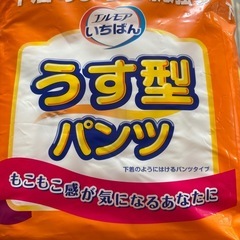 エルモア
いちばん
うす型
パンツ
下着のようにはけるパンツタイプ
もこもこ感が気になるあなたに